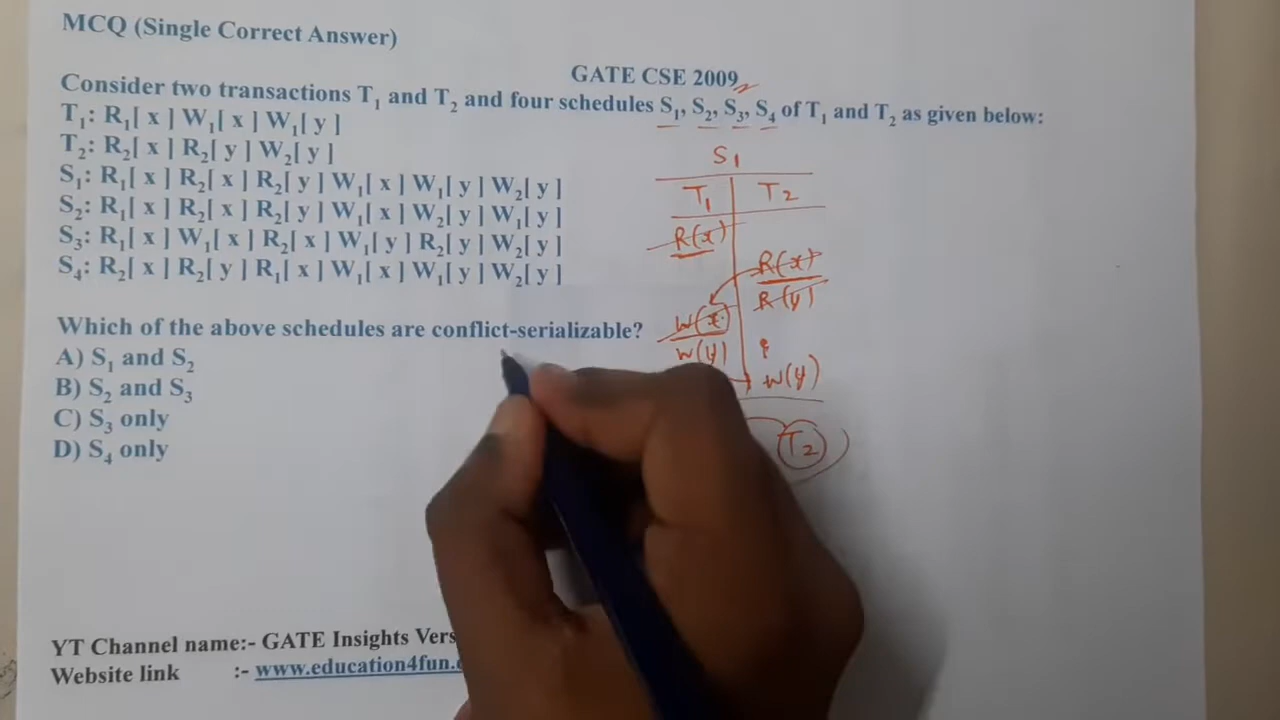 MCQ (Single Correct Answer)
GATE CSE 2009
Consider two transactions T₁ and T₂ and four schedules S₁, S₂, S₃, S₄ of T₁ and T₂ as given below:
T₁: R₁[ x ] W₁[ x ] W₁[ y ]
T₂: R₂[ x ] R₂[ y ] W₂[ y ]
S₁: R₁[ x ] R₂[ x ] R₂[ y ] W₁[ x ] W₁[ y ] W₂[ y ]
S₂: R₁[ x ] R₂[ x ] R₂[ y ] W₁[ x ] W₂[ y ] W₁[ y ]
S₃: R₁[ x ] W₁[ x ] R₂[ x ] W₁[ y ] R₂[ y ] W₂[ y ]
S₄: R₂[ x ] R₂[ y ] R₁[ x ] W₁[ x ] W₁[ y ] W₂[ y ]
Which of the above schedules are conflict-serializable?
A) S₁ and S₂
B) S₂ and S₃
C) S₃ only
D) S₄ only
S₁
T₁ T₂
R(x)
R(x)
R(y)
W(x)
W(y)
W(y)
T₂
YT Channel name:- GATE Insights
Website link :- www.education4fun.